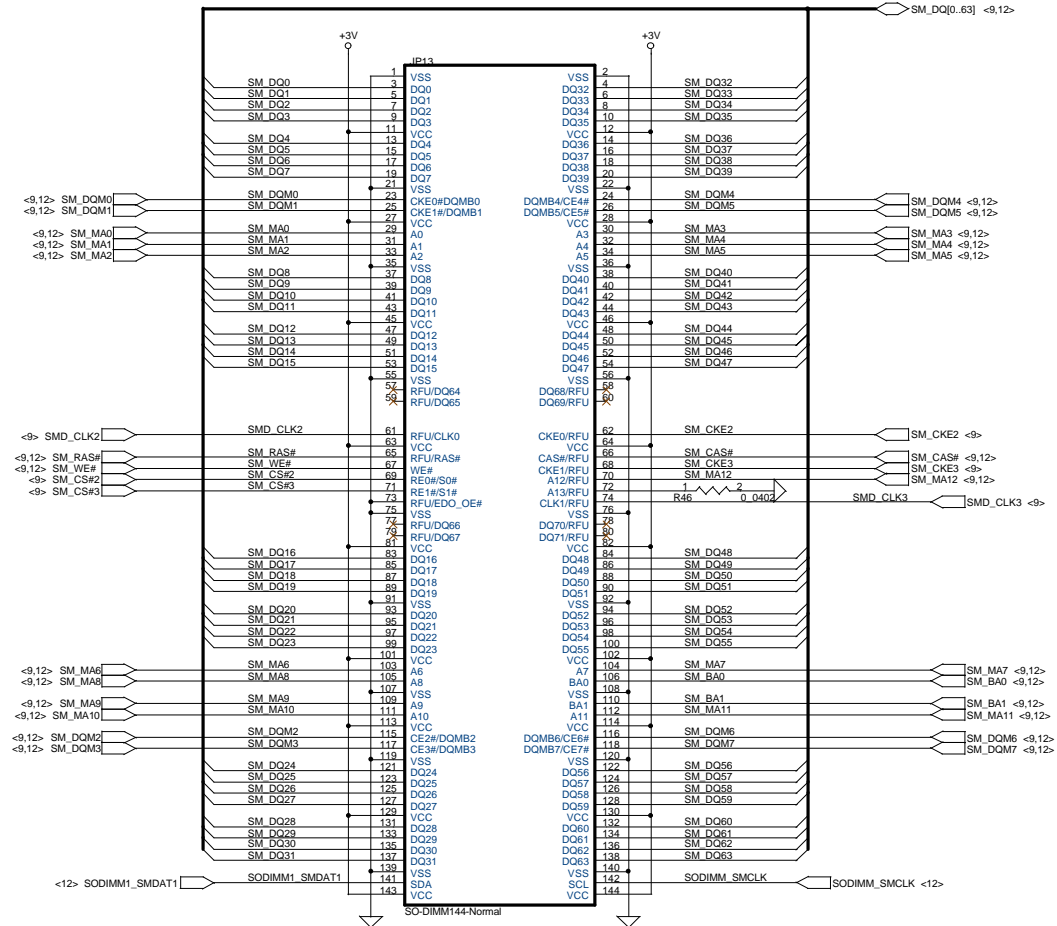 SM_DQ[0..63] <9,12>
+3V +3V
JP13
1 VSS VSS 2
SM_DQ0 3 DQ0 DQ32 4 SM_DQ32
SM_DQ1 5 DQ1 DQ33 6 SM_DQ33
SM_DQ2 7 DQ2 DQ34 8 SM_DQ34
SM_DQ3 9 DQ3 DQ35 10 SM_DQ35
11 VCC VCC 12
SM_DQ4 13 DQ4 DQ36 14 SM_DQ36
SM_DQ5 15 DQ5 DQ37 16 SM_DQ37
SM_DQ6 17 DQ6 DQ38 18 SM_DQ38
SM_DQ7 19 DQ7 DQ39 20 SM_DQ39
21 VSS VSS 22
<9,12> SM_DQM0 SM_DQM0 23 CKE0#DQMB0 DQMB4/CE4# 24 SM_DQM4 SM_DQM4 <9,12>
<9,12> SM_DQM1 SM_DQM1 25 CKE1#/DQMB1 DQMB5/CE5# 26 SM_DQM5 SM_DQM5 <9,12>
27 VCC VCC 28
<9,12> SM_MA0 SM_MA0 29 A0 A3 30 SM_MA3 SM_MA3 <9,12>
<9,12> SM_MA1 SM_MA1 31 A1 A4 32 SM_MA4 SM_MA4 <9,12>
<9,12> SM_MA2 SM_MA2 33 A2 A5 34 SM_MA5 SM_MA5 <9,12>
35 VSS VSS 36
SM_DQ8 37 DQ8 DQ40 38 SM_DQ40
SM_DQ9 39 DQ9 DQ41 40 SM_DQ41
SM_DQ10 41 DQ10 DQ42 42 SM_DQ42
SM_DQ11 43 DQ11 DQ43 44 SM_DQ43
45 VCC VCC 46
SM_DQ12 47 DQ12 DQ44 48 SM_DQ44
SM_DQ13 49 DQ13 DQ45 50 SM_DQ45
SM_DQ14 51 DQ14 DQ46 52 SM_DQ46
SM_DQ15 53 DQ15 DQ47 54 SM_DQ47
55 VSS VSS 56
57 RFU/DQ64 DQ68/RFU 58
59 RFU/DQ65 DQ69/RFU 60
<9> SMD_CLK2 SMD_CLK2 61 RFU/CLK0 CKE0/RFU 62 SM_CKE2 SM_CKE2 <9>
63 VCC VCC 64
<9,12> SM_RAS# SM_RAS# 65 RFU/RAS# CAS#/RFU 66 SM_CAS# SM_CAS# <9,12>
<9,12> SM_WE# SM_WE# 67 WE# CKE1/RFU 68 SM_CKE3 SM_CKE3 <9>
<9> SM_CS#2 SM_CS#2 69 RE0#/S0# A12/RFU 70 SM_MA12 SM_MA12 <9,12>
<9> SM_CS#3 SM_CS#3 71 RE1#/S1# A13/RFU 72 1 2
R46 0_0402
73 RFU/EDO_OE# CLK1/RFU 74 SMD_CLK3 SMD_CLK3 <9>
75 VSS VSS 76
77 RFU/DQ66 DQ70/RFU 78
79 RFU/DQ67 DQ71/RFU 80
81 VCC VCC 82
SM_DQ16 83 DQ16 DQ48 84 SM_DQ48
SM_DQ17 85 DQ17 DQ49 86 SM_DQ49
SM_DQ18 87 DQ18 DQ50 88 SM_DQ50
SM_DQ19 89 DQ19 DQ51 90 SM_DQ51
91 VSS VSS 92
SM_DQ20 93 DQ20 DQ52 94 SM_DQ52
SM_DQ21 95 DQ21 DQ53 96 SM_DQ53
SM_DQ22 97 DQ22 DQ54 98 SM_DQ54
SM_DQ23 99 DQ23 DQ55 100 SM_DQ55
101 VCC VCC 102
<9,12> SM_MA6 SM_MA6 103 A6 A7 104 SM_MA7 SM_MA7 <9,12>
<9,12> SM_MA8 SM_MA8 105 A8 BA0 106 SM_BA0 SM_BA0 <9,12>
107 VSS VSS 108
<9,12> SM_MA9 SM_MA9 109 A9 BA1 110 SM_BA1 SM_BA1 <9,12>
<9,12> SM_MA10 SM_MA10 111 A10 A11 112 SM_MA11 SM_MA11 <9,12>
113 VCC VCC 114
<9,12> SM_DQM2 SM_DQM2 115 CE2#/DQMB2 DQMB6/CE6# 116 SM_DQM6 SM_DQM6 <9,12>
<9,12> SM_DQM3 SM_DQM3 117 CE3#/DQMB3 DQMB7/CE7# 118 SM_DQM7 SM_DQM7 <9,12>
119 VSS VSS 120
SM_DQ24 121 DQ24 DQ56 122 SM_DQ56
SM_DQ25 123 DQ25 DQ57 124 SM_DQ57
SM_DQ26 125 DQ26 DQ58 126 SM_DQ58
SM_DQ27 127 DQ27 DQ59 128 SM_DQ59
129 VCC VCC 130
SM_DQ28 131 DQ28 DQ60 132 SM_DQ60
SM_DQ29 133 DQ29 DQ61 134 SM_DQ61
SM_DQ30 135 DQ30 DQ62 136 SM_DQ62
SM_DQ31 137 DQ31 DQ63 138 SM_DQ63
139 VSS VSS 140
<12> SODIMM1_SMDAT1 SODIMM1_SMDAT1 141 SDA SCL 142 SODIMM_SMCLK SODIMM_SMCLK <12>
143 VCC VCC 144
SO-DIMM144-Normal